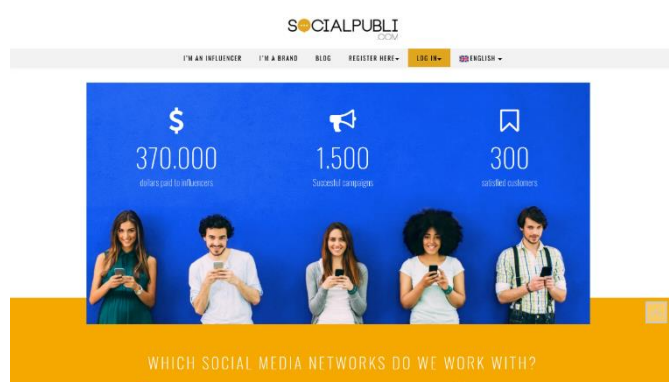 SOCIALPUBLI
.COM
I'M AN INFLUENCER I'M A BRAND BLOG REGISTER HERE LOG IN ENGLISH
$
370.000 1.500 300
dollars paid to influencers Succesful campaigns satisfied customers
WHICH SOCIAL MEDIA NETWORKS DO WE WORK WITH?